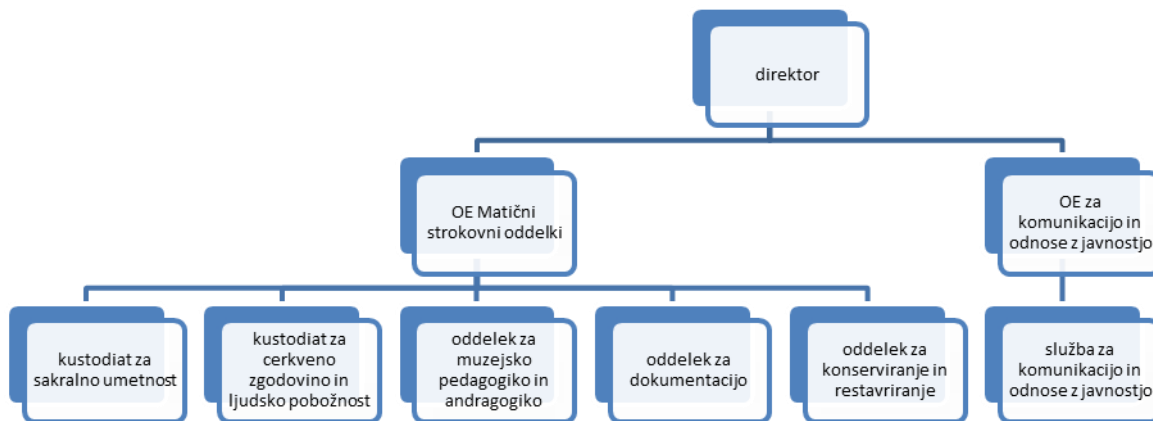 direktor
OE Matični
strokovni oddelki
OE za
komunikacijo in
odnose z javnostjo
kustodiat za
sakralno umetnost
kustodiat za
cerkveno
zgodovino in
ljudsko pobožnost
oddelek za
muzejsko
pedagogiko in
andragogiko
oddelek za
dokumentacijo
oddelek za
konserviranje in
restavriranje
služba za
komunikacijo in
odnose z javnostjo